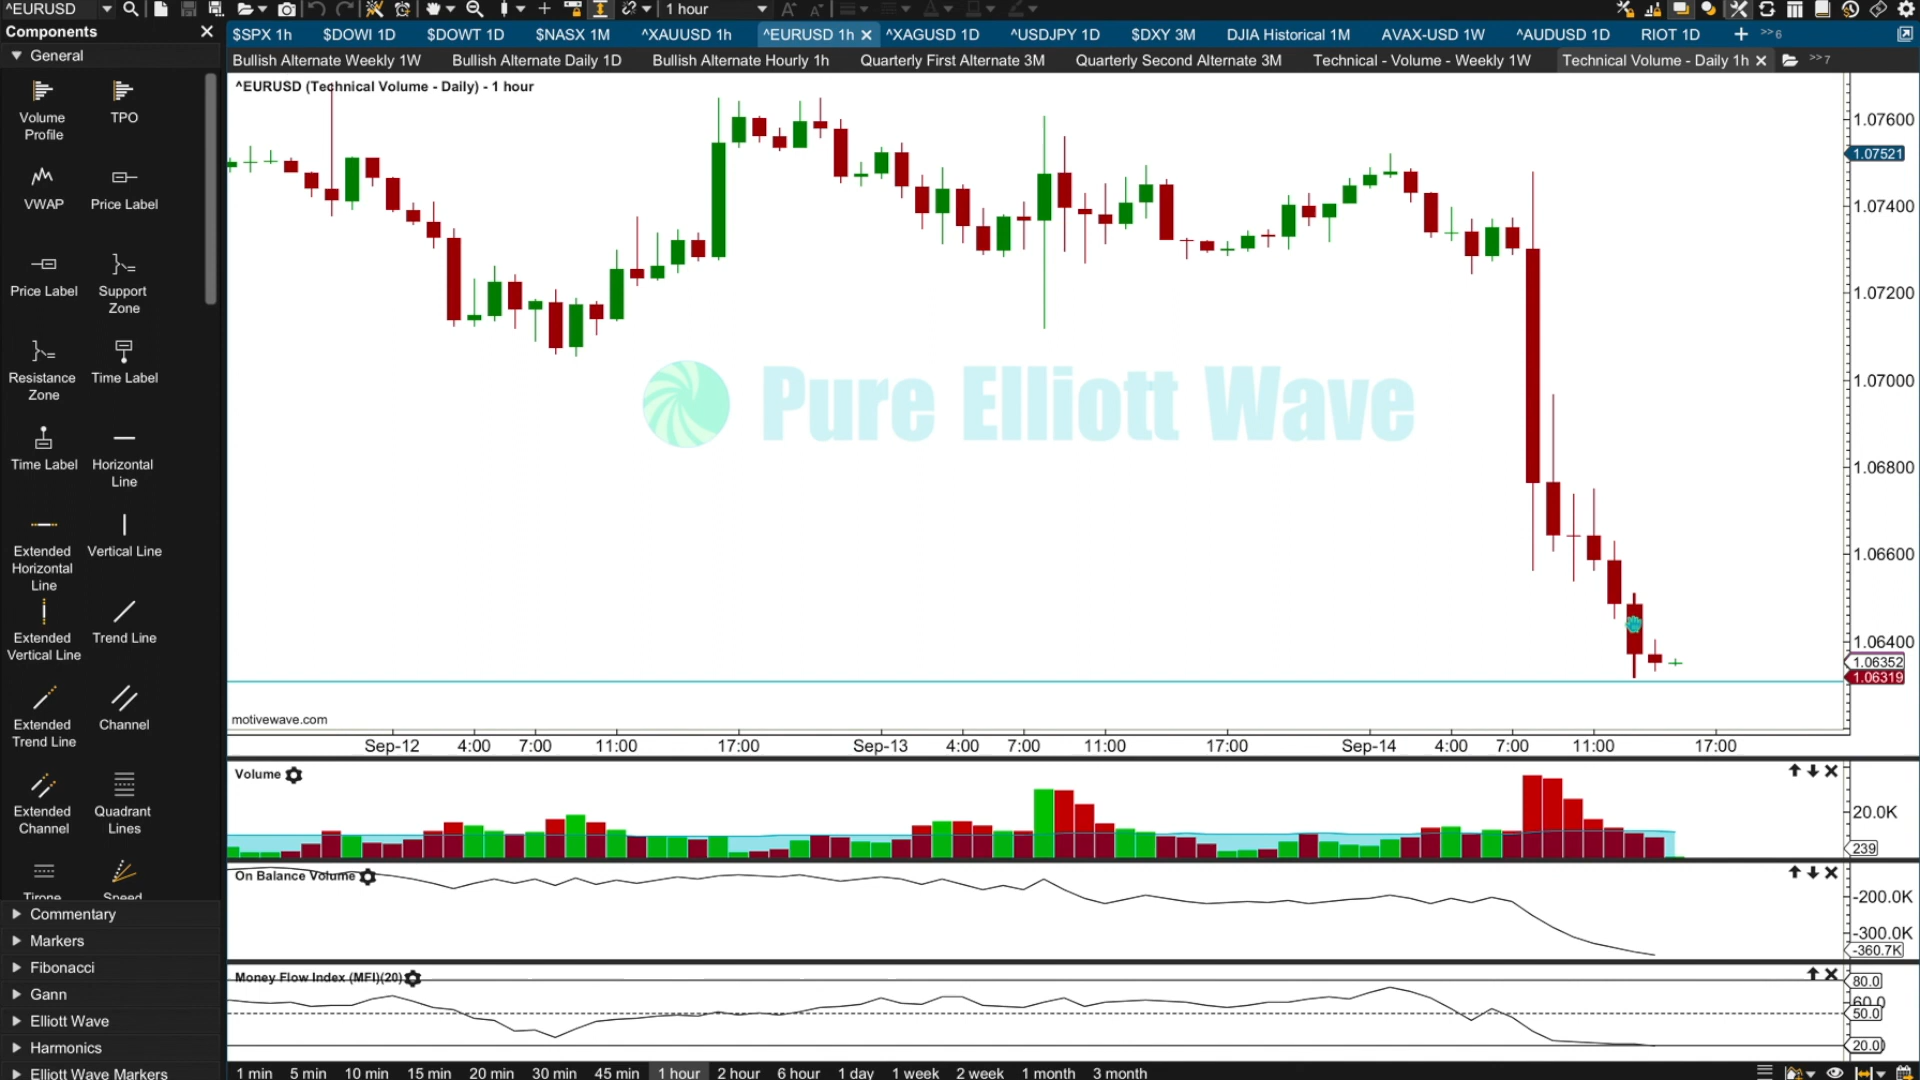 ^EURUSD
1 hour
Components
General
$SPX 1h $DOWI 1D $DOWT 1D $NASX 1M ^XAUUSD 1h ^EURUSD 1h ^XAGUSD 1D ^USDJPY 1D $DXY 3M DJIA Historical 1M AVAX-USD 1W ^AUDUSD 1D RIOT 1D + >> 6
Bullish Alternate Weekly 1W Bullish Alternate Daily 1D Bullish Alternate Hourly 1h Quarterly First Alternate 3M Quarterly Second Alternate 3M Technical - Volume - Weekly 1W Technical Volume - Daily 1h >> 7
^EURUSD (Technical Volume - Daily) - 1 hour
Volume Profile
TPO
VWAP
Price Label
Price Label
Support Zone
Resistance Zone
Time Label
Time Label
Horizontal Line
Extended Horizontal Line
Vertical Line
Extended Vertical Line
Trend Line
Extended Trend Line
Channel
Extended Channel
Quadrant Lines
Tirone
Speed
Commentary
Markers
Fibonacci
Gann
Elliott Wave
Harmonics
Elliott Wave Markers
Pure Elliott Wave
1.07600
1.07521
1.07400
1.07200
1.07000
1.06800
1.06600
1.06400
1.06352
1.06319
motivewave.com
Sep-12 4:00 7:00 11:00 17:00 Sep-13 4:00 7:00 11:00 17:00 Sep-14 4:00 7:00 11:00 17:00
Volume
20.0K
239
On Balance Volume
-200.0K
-300.0K
-360.7K
Money Flow Index (MFI)(20)
80.0
60.0
50.0
20.0
1 min 5 min 10 min 15 min 20 min 30 min 45 min 1 hour 2 hour 6 hour 1 day 1 week 2 week 1 month 3 month